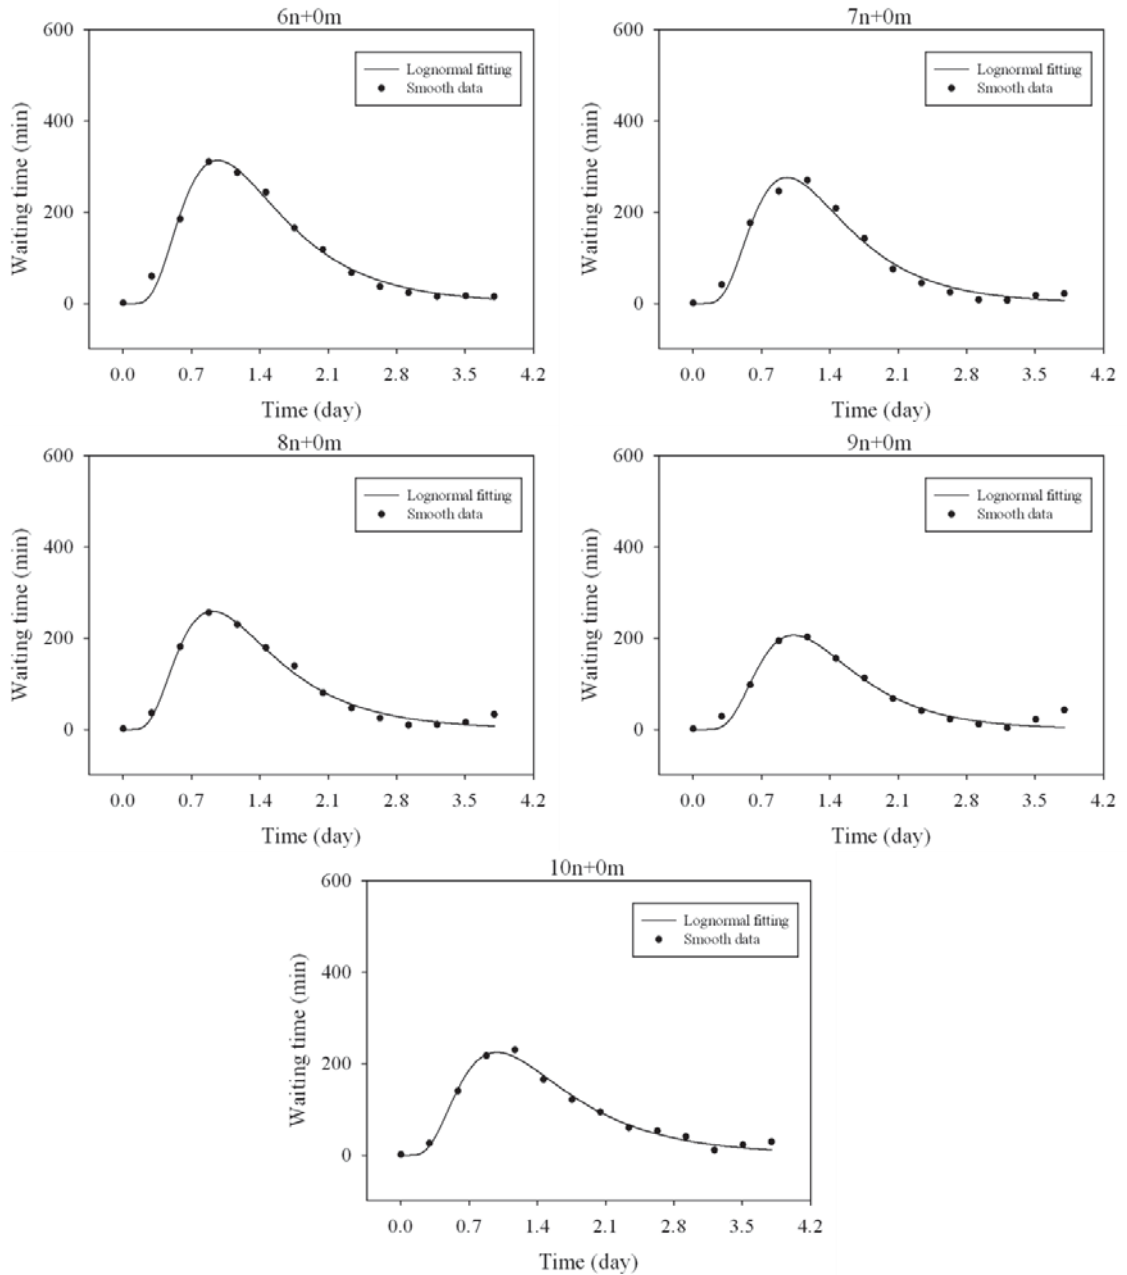 6n+0m
600
400
200
0
Waiting time (min)
Lognormal fitting
Smooth data
0.0 0.7 1.4 2.1 2.8 3.5 4.2
Time (day)
7n+0m
600
400
200
0
Waiting time (min)
Lognormal fitting
Smooth data
0.0 0.7 1.4 2.1 2.8 3.5 4.2
Time (day)
8n+0m
600
400
200
0
Waiting time (min)
Lognormal fitting
Smooth data
0.0 0.7 1.4 2.1 2.8 3.5 4.2
Time (day)
9n+0m
600
400
200
0
Waiting time (min)
Lognormal fitting
Smooth data
0.0 0.7 1.4 2.1 2.8 3.5 4.2
Time (day)
10n+0m
600
400
200
0
Waiting time (min)
Lognormal fitting
Smooth data
0.0 0.7 1.4 2.1 2.8 3.5 4.2
Time (day)